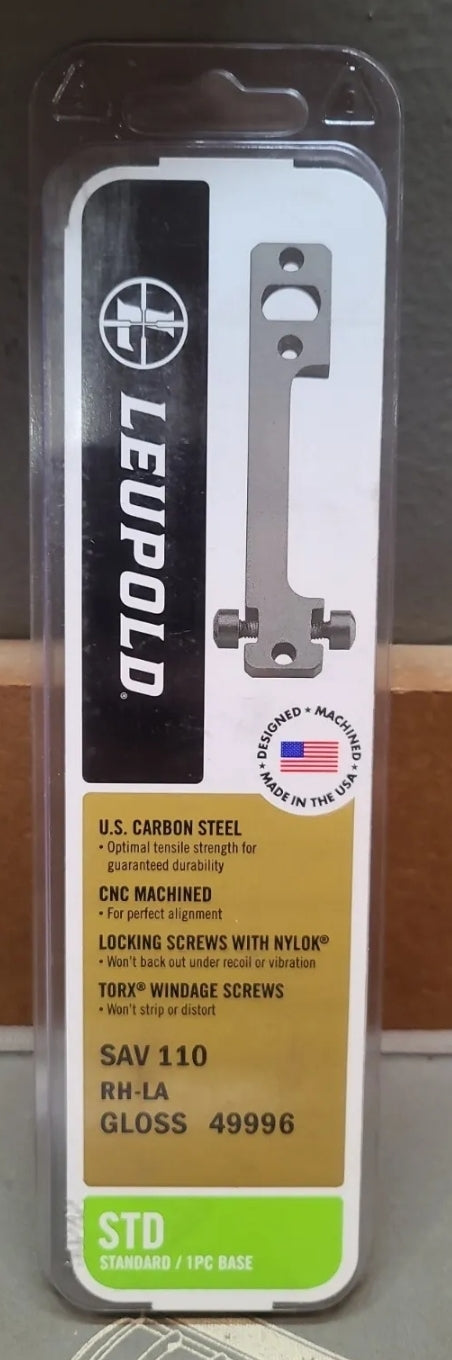 LEUPOLD®
DESIGNED ★ MACHINED ★ MADE IN THE USA ★
U.S. CARBON STEEL
• Optimal tensile strength for
guaranteed durability
CNC MACHINED
• For perfect alignment
LOCKING SCREWS WITH NYLOK®
• Won't back out under recoil or vibration
TORX® WINDAGE SCREWS
• Won't strip or distort
SAV 110
RH-LA
GLOSS 49996
STD
STANDARD / 1PC BASE